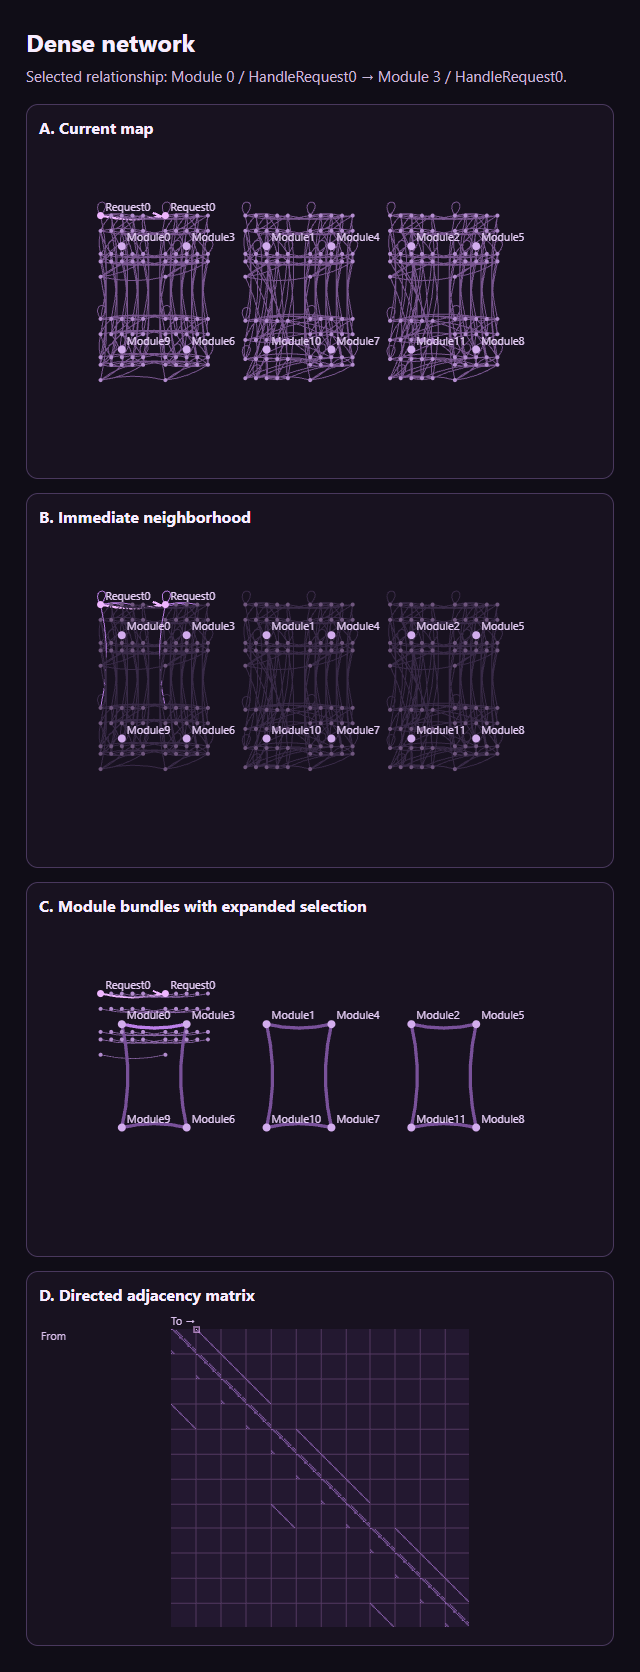 Dense network
Selected relationship: Module 0 / HandleRequest0 → Module 3 / HandleRequest0.
A. Current map
Request0 Request0
Module0 Module3 Module1 Module4 Module2 Module5
Module9 Module6 Module10 Module7 Module11 Module8
B. Immediate neighborhood
Request0 Request0
Module0 Module3 Module1 Module4 Module2 Module5
Module9 Module6 Module10 Module7 Module11 Module8
C. Module bundles with expanded selection
Request0 Request0
Module0 Module3 Module1 Module4 Module2 Module5
Module9 Module6 Module10 Module7 Module11 Module8
D. Directed adjacency matrix
To →
From